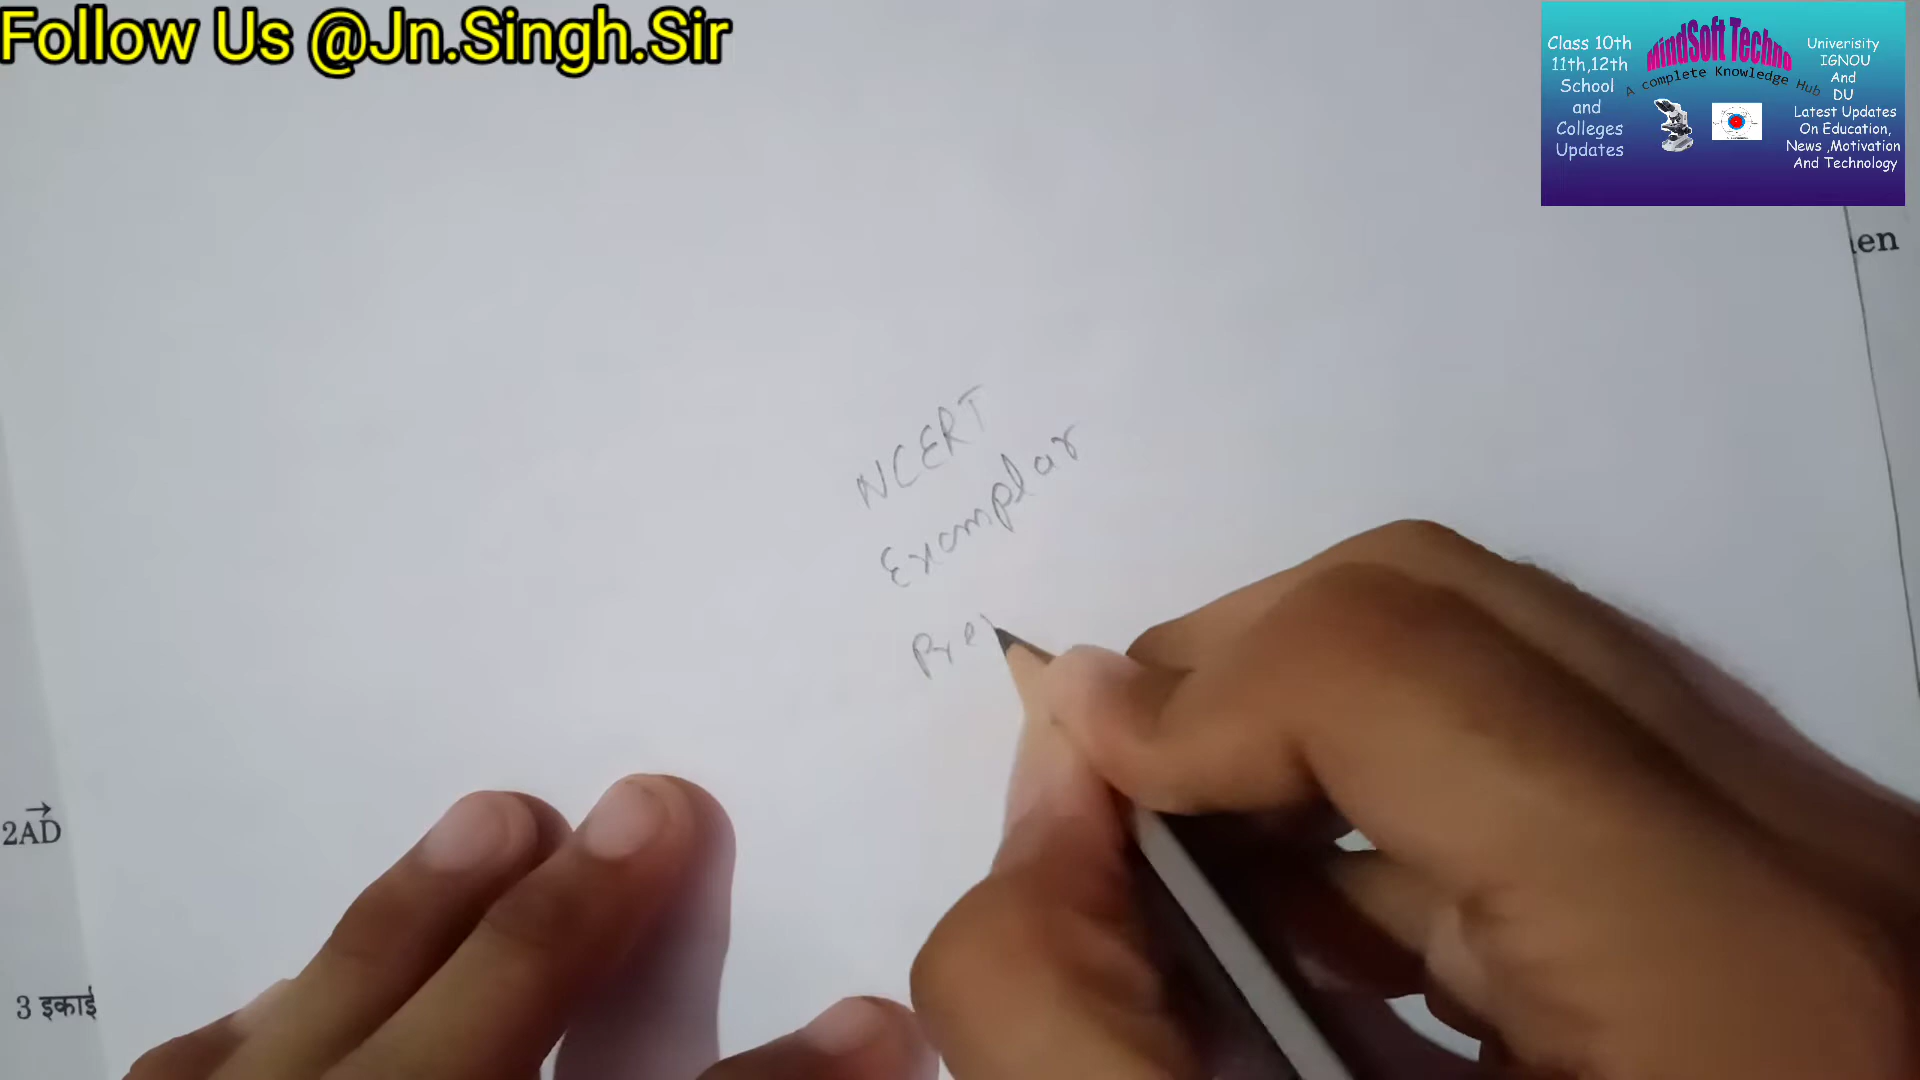 Follow Us @Jn.Singh.Sir
Class 10th
11th,12th
School
and
Colleges
Updates
MindSoft Techno
A complete Knowledge Hub
Univerisity
IGNOU
And
DU
Latest Updates
On Education,
News ,Motivation
And Technology
en
NCERT
Examplar
Pre
2AD
3 इकाई